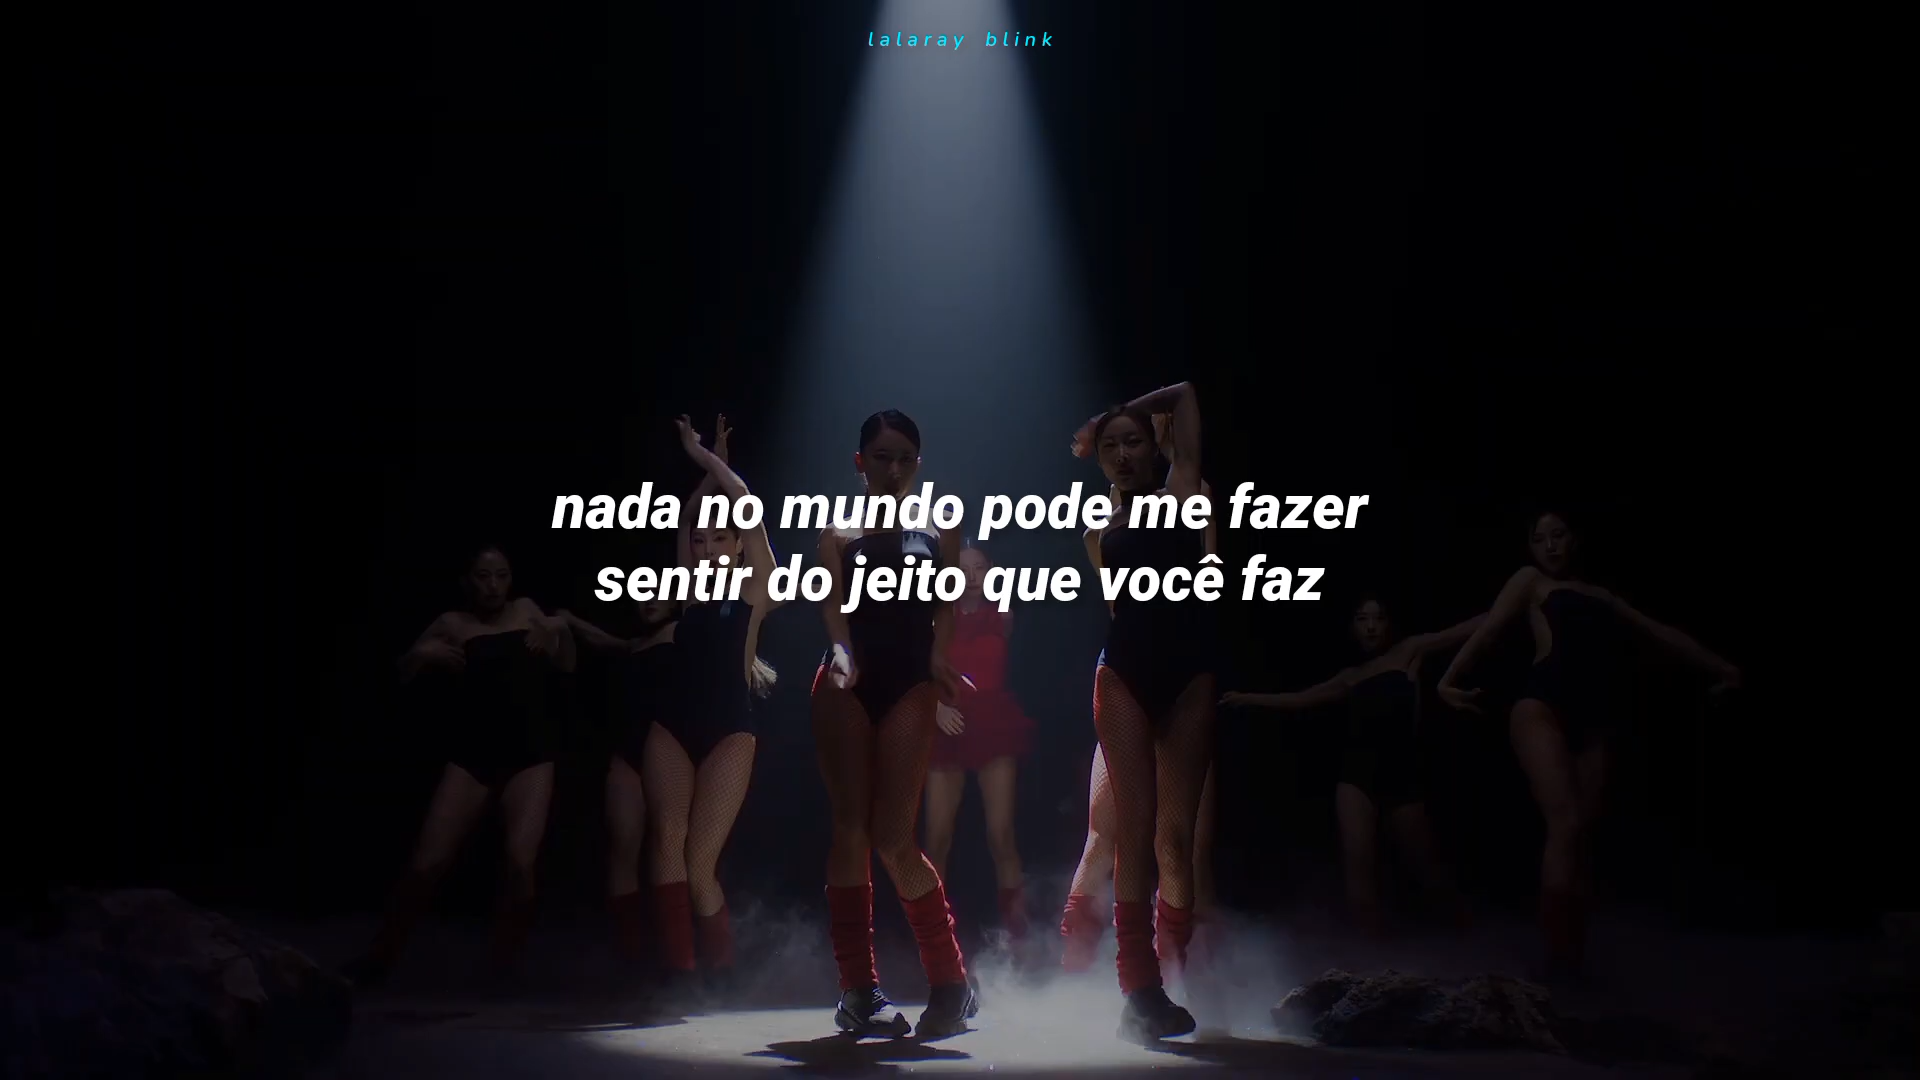 lalaray blink
nada no mundo pode me fazer
sentir do jeito que você faz